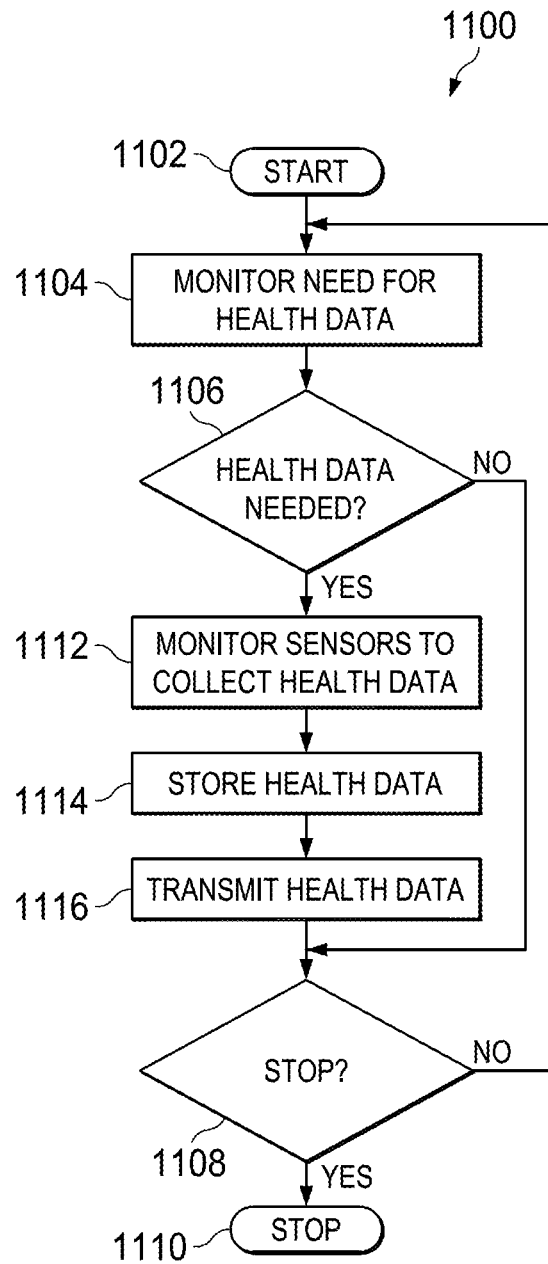 1100
1102
START
1104
MONITOR NEED FOR
HEALTH DATA
1106
HEALTH DATA
NEEDED?
NO
YES
1112
MONITOR SENSORS TO
COLLECT HEALTH DATA
1114
STORE HEALTH DATA
1116
TRANSMIT HEALTH DATA
STOP?
NO
1108
YES
1110
STOP